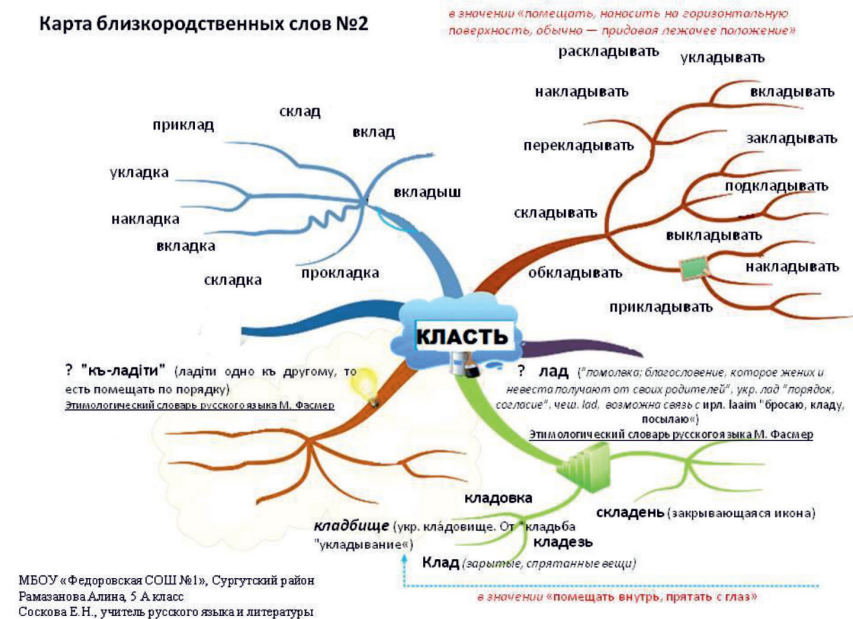 Карта близкородственных слов №2
в значении «помещать, наносить на горизонтальную
поверхность, обычно — придавая лежачее положение»
раскладывать
укладывать
накладывать
вкладывать
перекладывать
закладывать
подкладывать
складывать
выкладывать
обкладывать
накладывать
прикладывать
склад
приклад
вклад
укладка
вкладыш
накладка
вкладка
складка
прокладка
КЛАСТЬ
? "къ-ладіти" (ладіти одно къ другому, то
есть помещать по порядку)
Этимологический словарь русского языка М. Фасмер
? лад ("помолвка; благословение, которое жених и
невеста получают от своих родителей", укр. лад "порядок,
согласие", чеш. lad, возможно связь с ирл. laaim "бросаю, кладу,
посылаю«)
Этимологический словарь русского языка М. Фасмер
кладовка
складень (закрывающаяся икона)
кладбище (укр. кла́довище. От "кладьба
"укладывание«)
кладезь
Клад (зарытые, спрятанные вещи)
в значении «помещать внутрь, прятать с глаз»
МБОУ «Федоровская СОШ №1», Сургутский район
Рамазанова Алина, 5 А класс
Соскова Е.Н., учитель русского языка и литературы